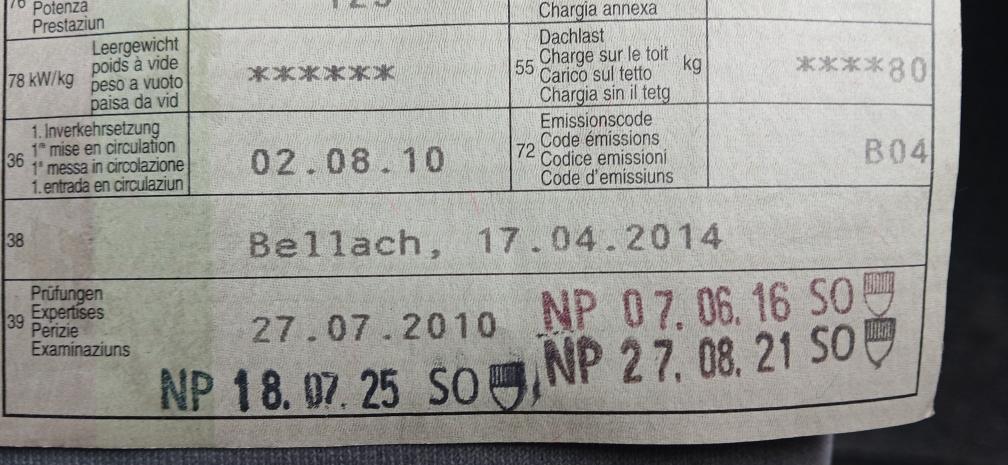 76 Potenza
Prestaziun
Chargia annexa
78 kW/kg Leergewicht
poids à vide
peso a vuoto
paisa da vid
******
55 Dachlast
Charge sur le toit
Carico sul tetto
Chargia sin il tetg
kg
****80
36 1. Inverkehrsetzung
1re mise en circulation
1a messa in circolazione
1. entrada en circulaziun
02.08.10
72 Emissionscode
Code émissions
Codice emissioni
Code d'emissiuns
B04
38 Bellach, 17.04.2014
39 Prüfungen
Expertises
Perizie
Examinaziuns
27.07.2010
NP 07. 06. 16 SO
NP 27. 08. 21 SO
NP 18. 07. 25 SO